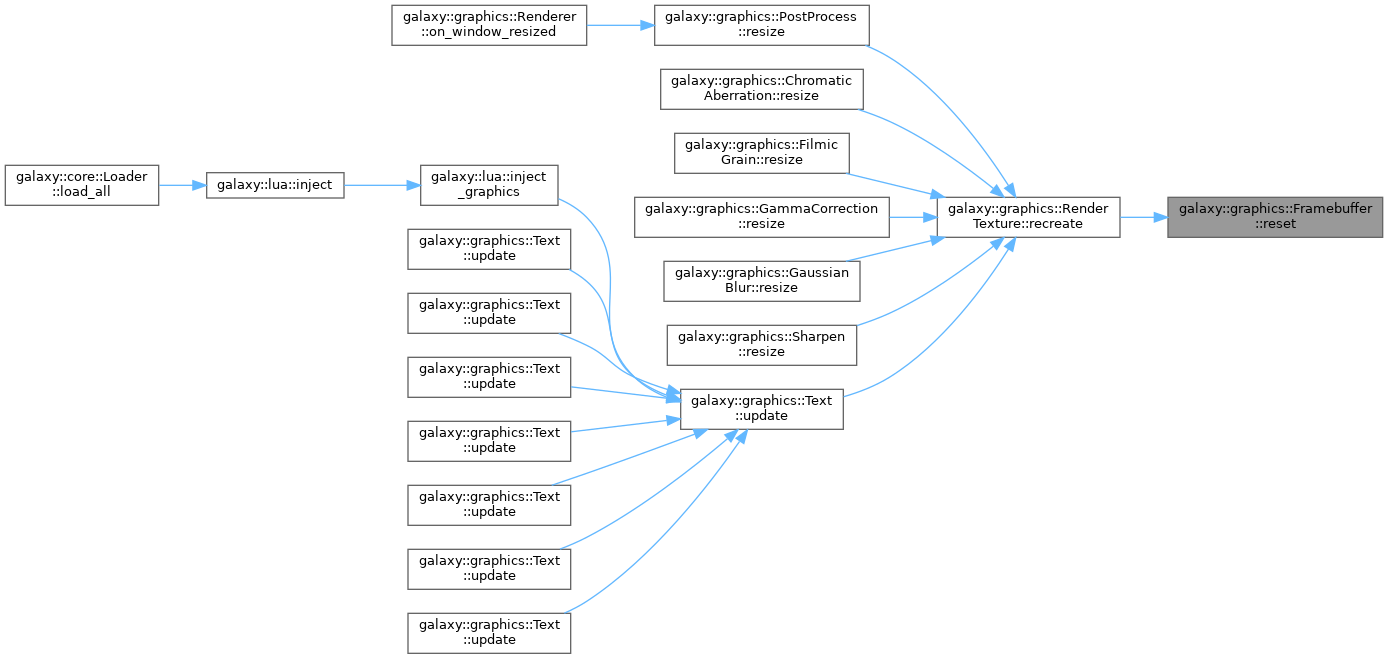 galaxy::graphics::Renderer
::on_window_resized
galaxy::graphics::PostProcess
::resize
galaxy::graphics::Chromatic
Aberration::resize
galaxy::graphics::Filmic
Grain::resize
galaxy::core::Loader
::load_all
galaxy::lua::inject
galaxy::lua::inject
_graphics
galaxy::graphics::GammaCorrection
::resize
galaxy::graphics::Render
Texture::recreate
galaxy::graphics::Framebuffer
::reset
galaxy::graphics::Text
::update
galaxy::graphics::Gaussian
Blur::resize
galaxy::graphics::Text
::update
galaxy::graphics::Sharpen
::resize
galaxy::graphics::Text
::update
galaxy::graphics::Text
::update
galaxy::graphics::Text
::update
galaxy::graphics::Text
::update
galaxy::graphics::Text
::update
galaxy::graphics::Text
::update